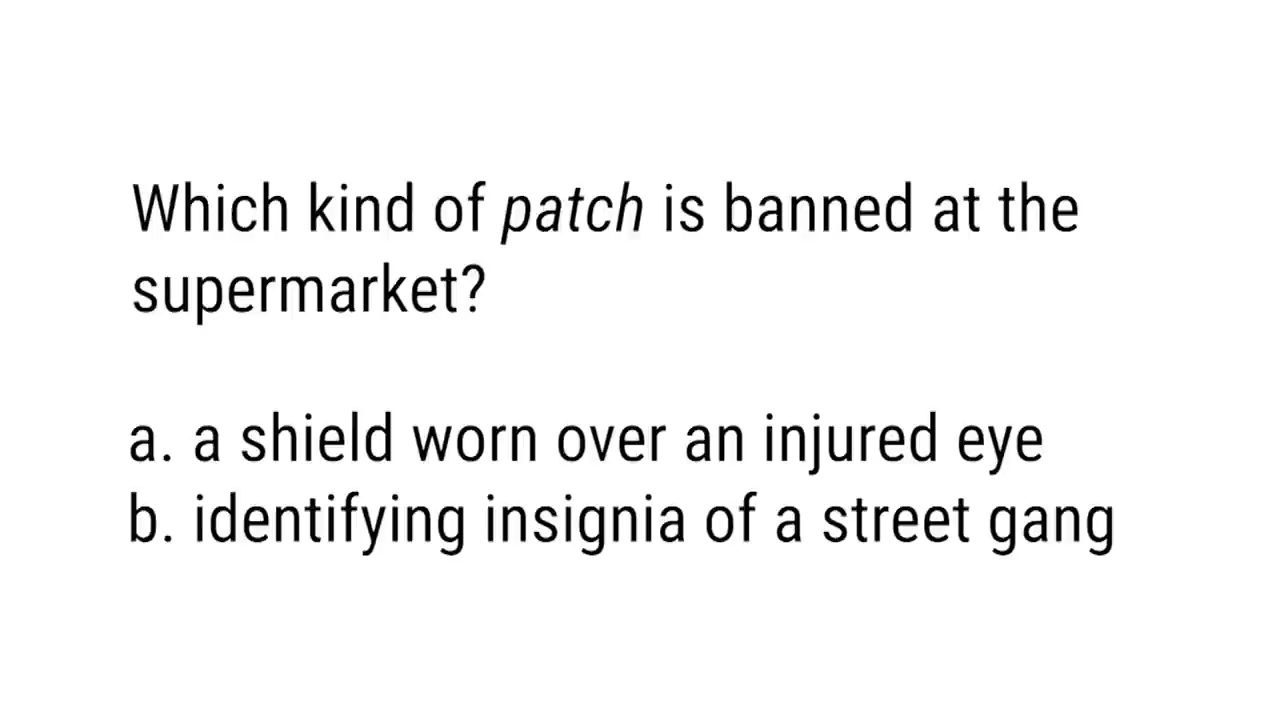 Which kind of patch is banned at the
supermarket?
a. a shield worn over an injured eye
b. identifying insignia of a street gang